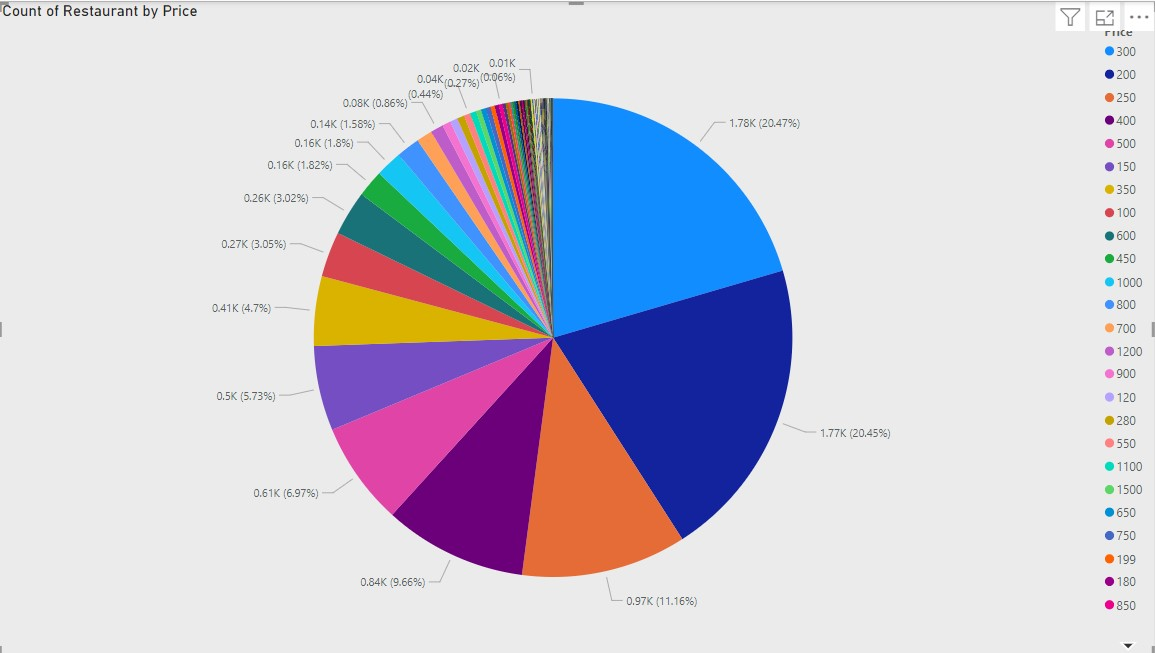 Count of Restaurant by Price
Price
300
200
250
400
500
150
350
100
600
450
1000
800
700
1200
900
120
280
550
1100
1500
650
750
199
180
850
1.78K (20.47%)
1.77K (20.45%)
0.97K (11.16%)
0.84K (9.66%)
0.61K (6.97%)
0.5K (5.73%)
0.41K (4.7%)
0.27K (3.05%)
0.26K (3.02%)
0.16K (1.82%)
0.16K (1.8%)
0.14K (1.58%)
0.08K (0.86%)
0.04K
(0.44%)
0.02K
(0.27%)
0.01K
(0.06%)